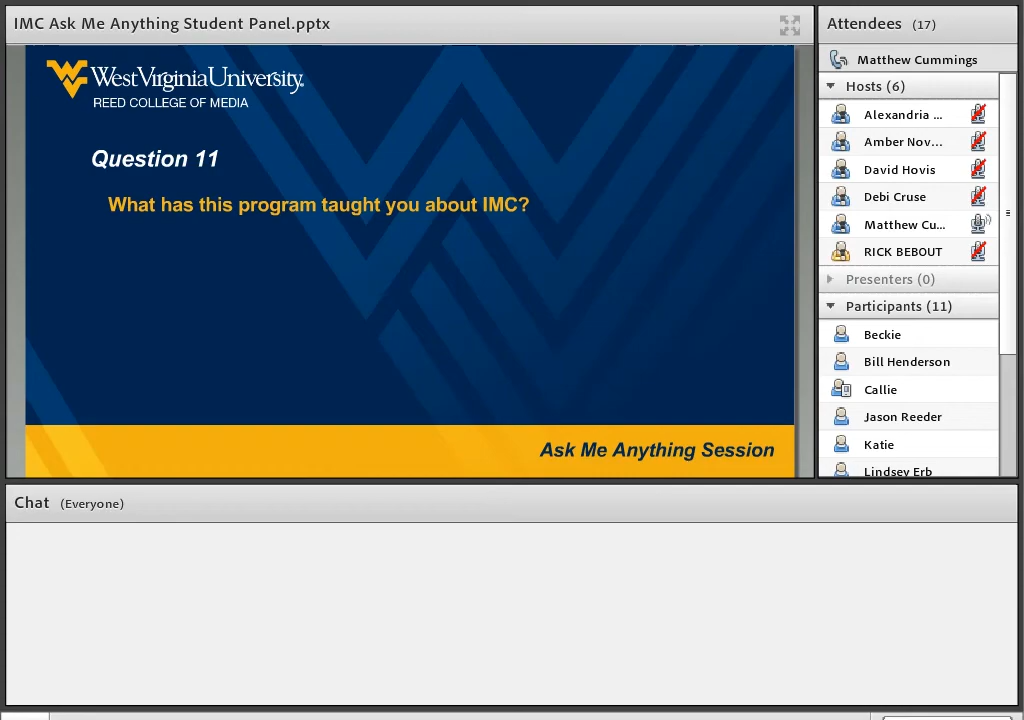 IMC Ask Me Anything Student Panel.pptx
WestVirginiaUniversity.
REED COLLEGE OF MEDIA
Question 11
What has this program taught you about IMC?
Ask Me Anything Session
Attendees (17)
Matthew Cummings
Hosts (6)
Alexandria ...
Amber Nov...
David Hovis
Debi Cruse
Matthew Cu...
RICK BEBOUT
Presenters (0)
Participants (11)
Beckie
Bill Henderson
Callie
Jason Reeder
Katie
Lindsey Erb
Chat (Everyone)